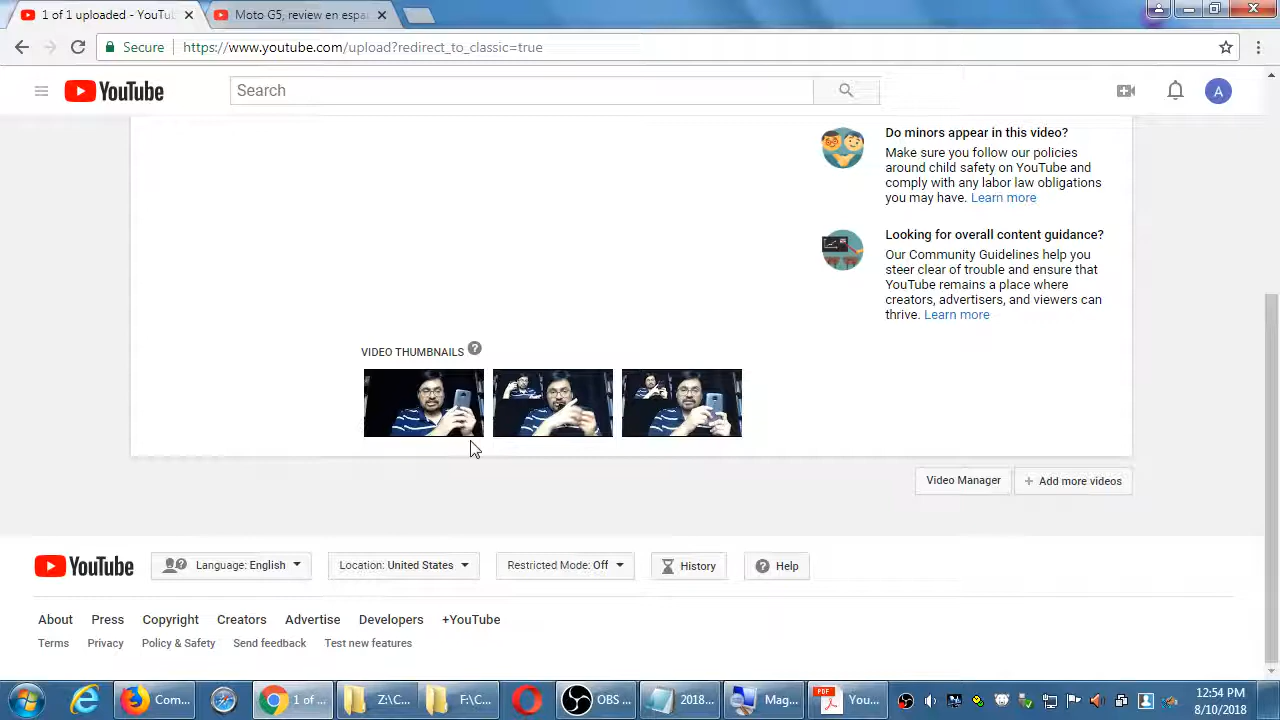 1 of 1 uploaded - YouTu
Moto G5, review en espa
Secure
https://www.youtube.com/upload?redirect_to_classic=true
YouTube
Search
A
Do minors appear in this video?
Make sure you follow our policies
around child safety on YouTube and
comply with any labor law obligations
you may have. Learn more
Looking for overall content guidance?
Our Community Guidelines help you
steer clear of trouble and ensure that
YouTube remains a place where
creators, advertisers, and viewers can
thrive. Learn more
VIDEO THUMBNAILS ?
Video Manager
+ Add more videos
YouTube
Language: English
Location: United States
Restricted Mode: Off
History
Help
About Press Copyright Creators Advertise Developers +YouTube
Terms Privacy Policy & Safety Send feedback Test new features
Com...
1 of ...
Z:\C...
F:\C...
OBS ...
2018...
Mag...
PDF
You...
12:54 PM
8/10/2018